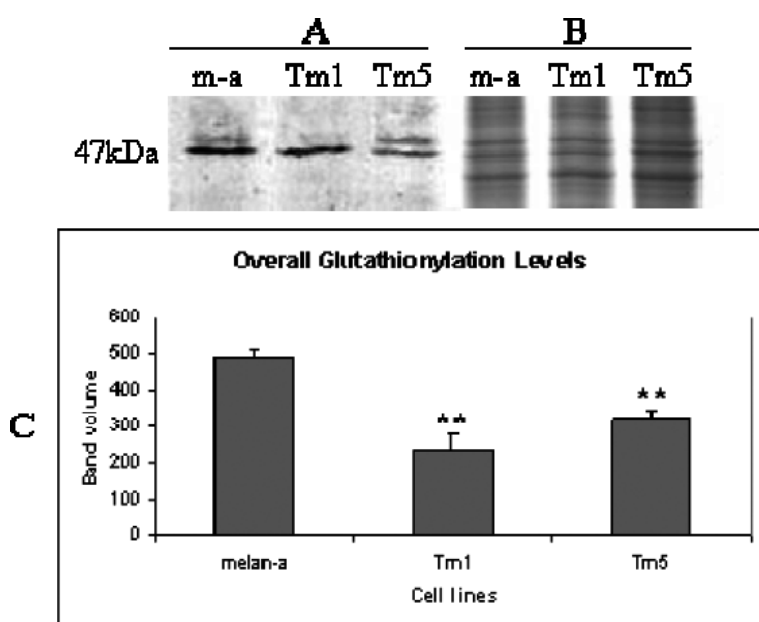 A B
m-a Tm1 Tm5 m-a Tm1 Tm5
47kDa
Overall Glutathionylation Levels
600
500
400
300
200
100
0
Band volume
C
**
**
melan-a Tm1 Tm5
Cell lines